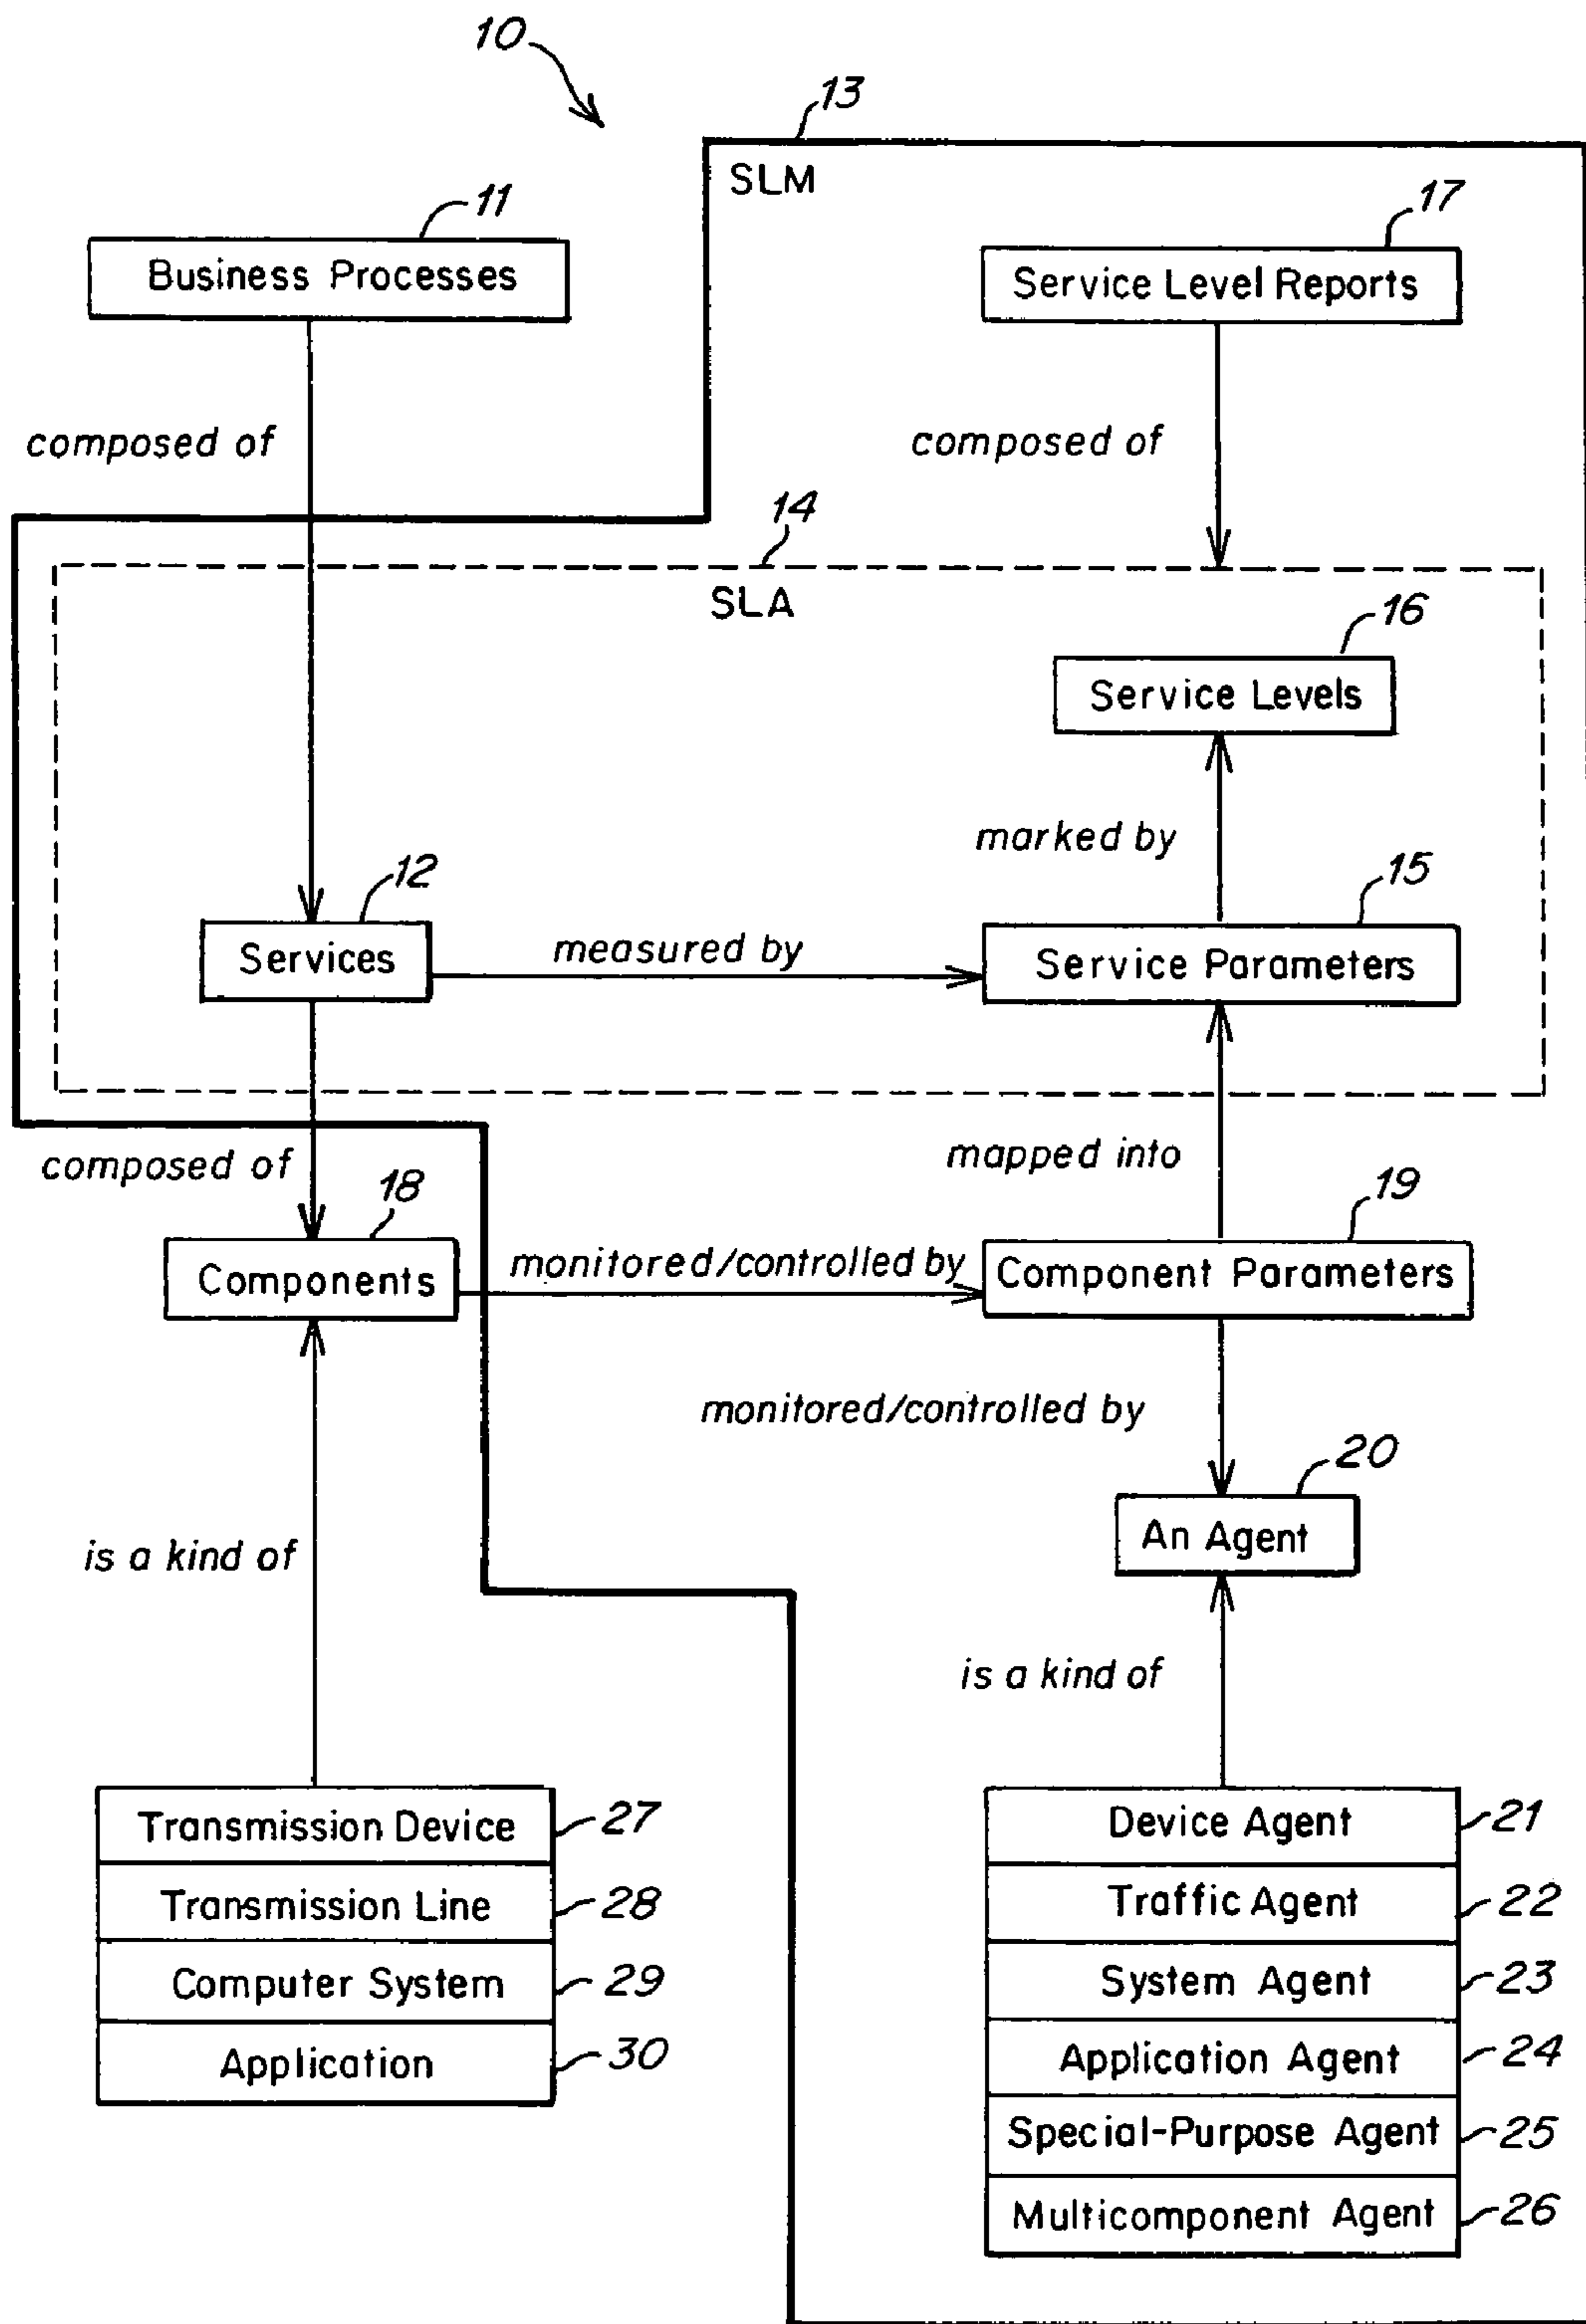 10
13
SLM
11
17
Business Processes
Service Level Reports
composed of
composed of
14
SLA
16
Service Levels
marked by
12
15
Services
measured by
Service Parameters
composed of
mapped into
18
19
Components
monitored/controlled by
Component Parameters
monitored/controlled by
20
An Agent
is a kind of
is a kind of
Transmission Device
27
Transmission Line
28
Computer System
29
Application
30
Device Agent
21
Traffic Agent
22
System Agent
23
Application Agent
24
Special-Purpose Agent
25
Multicomponent Agent
26